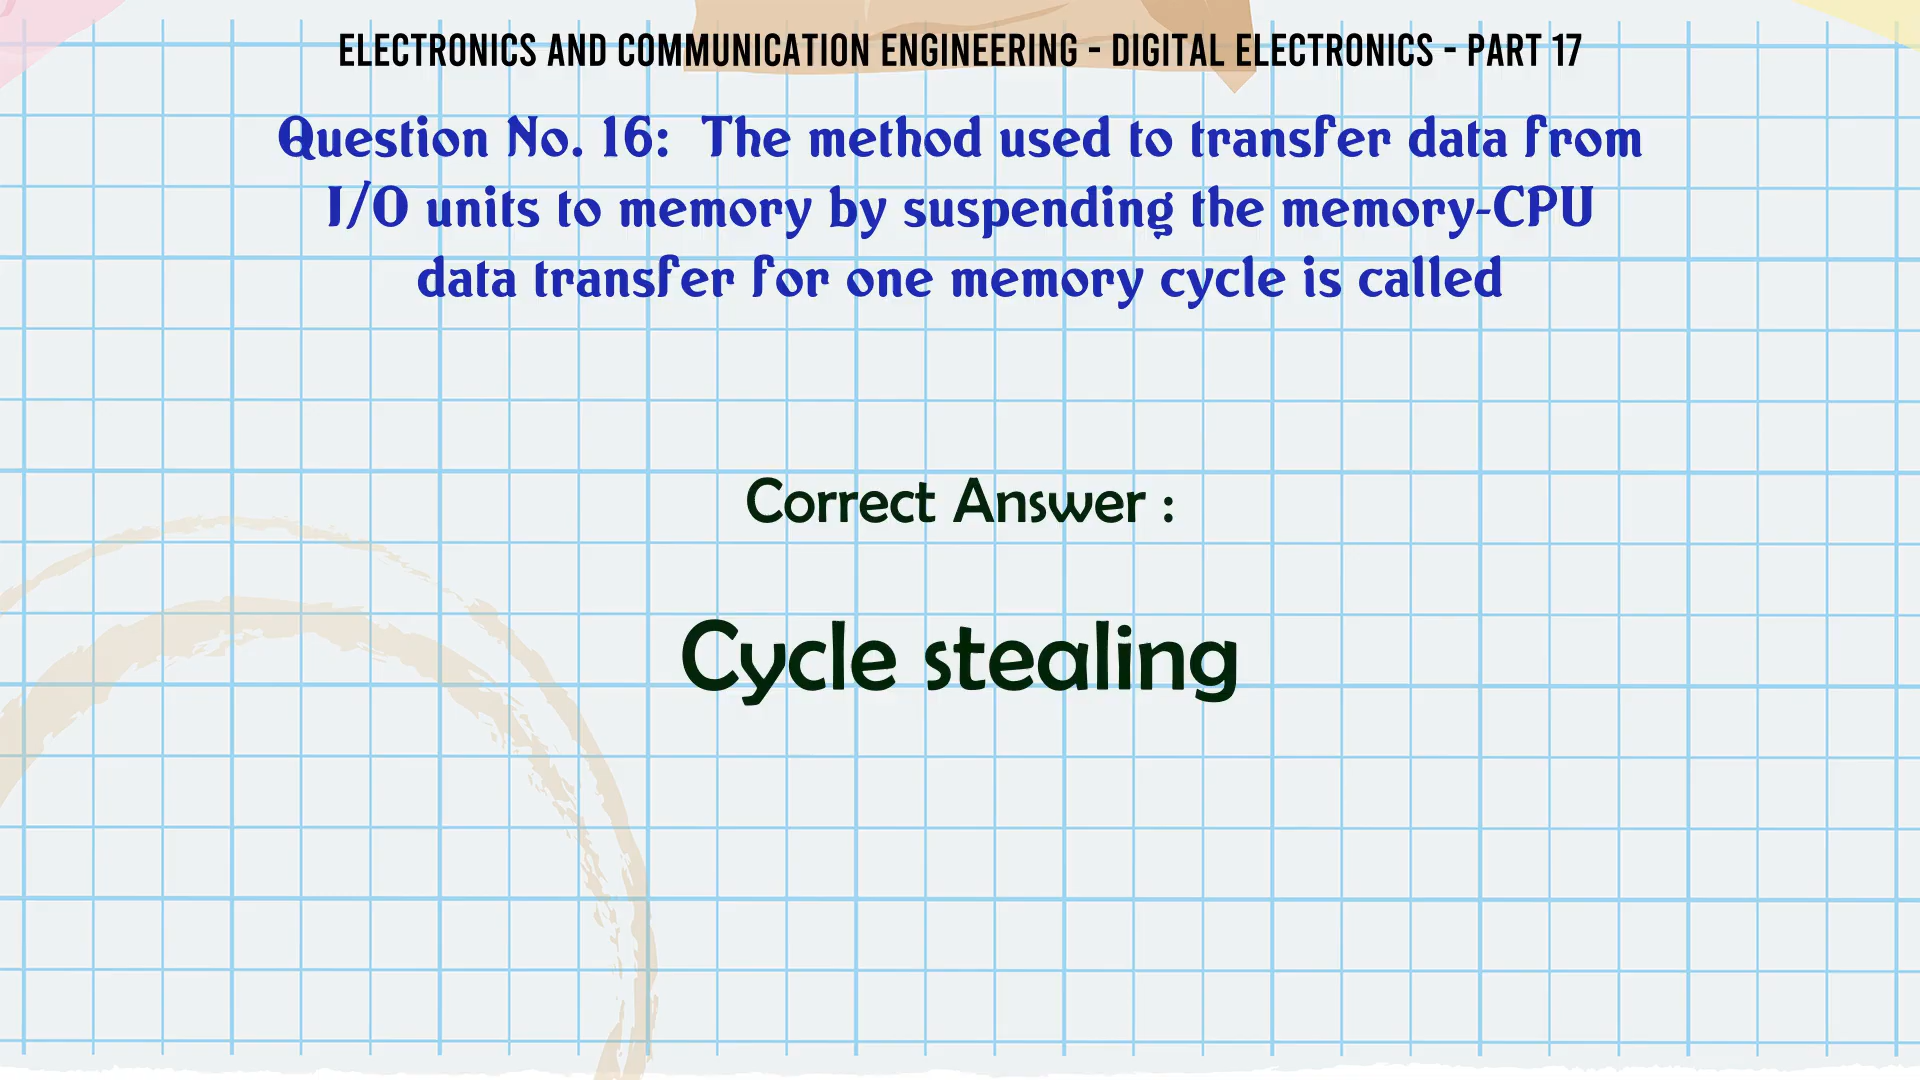 ELECTRONICS AND COMMUNICATION ENGINEERING - DIGITAL ELECTRONICS - PART 17
Question No. 16:  The method used to transfer data from
I/O units to memory by suspending the memory-CPU
data transfer for one memory cycle is called
Correct Answer :
Cycle stealing